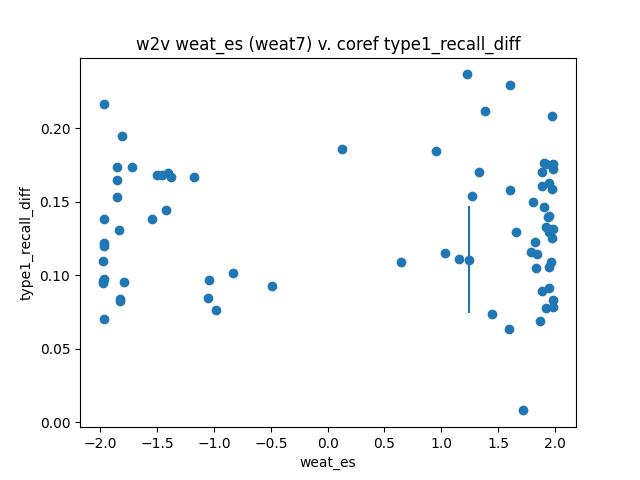 w2v weat_es (weat7) v. coref type1_recall_diff
0.20
0.15
0.10
0.05
0.00
type1_recall_diff
−2.0 −1.5 −1.0 −0.5 0.0 0.5 1.0 1.5 2.0
weat_es